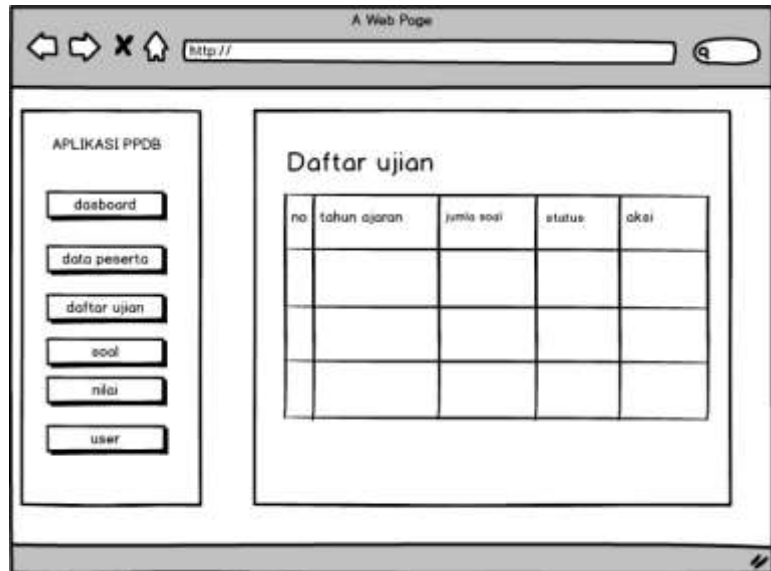 A Web Page
http://
APLIKASI PPDB
dasboard
data peserta
daftar ujian
soal
nilai
user
Daftar ujian
no tahun ajaran jumla soal status aksi